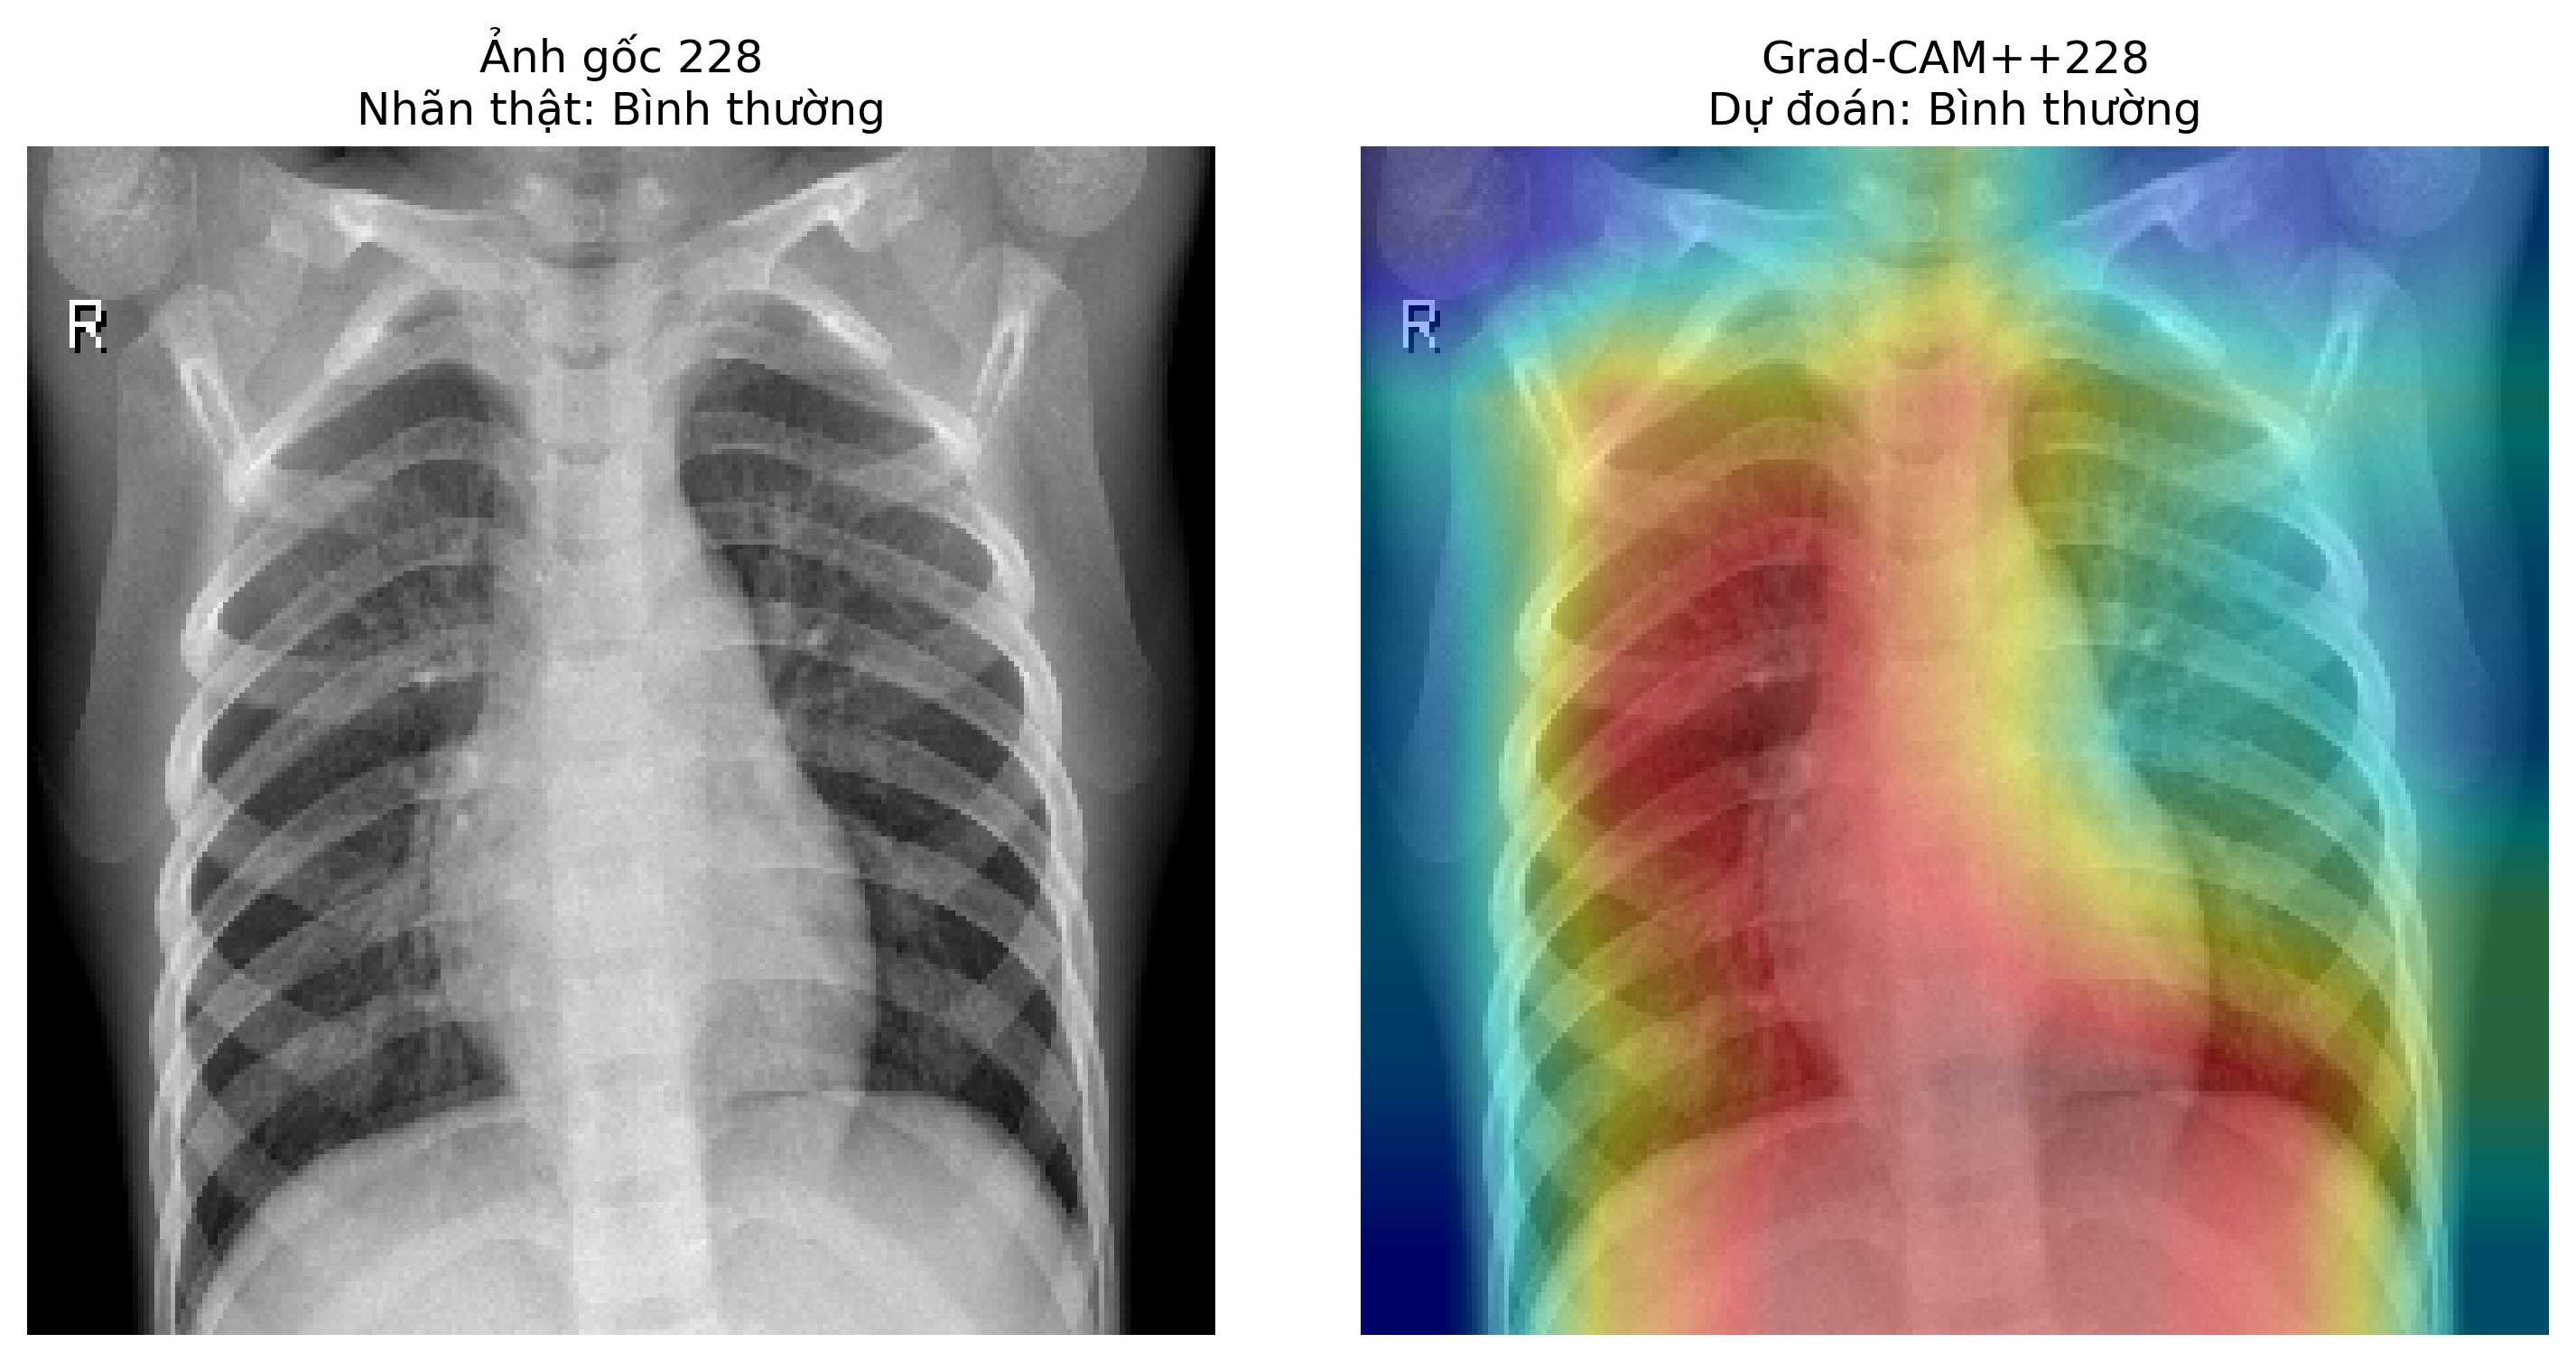 Ảnh gốc 228
Nhãn thật: Bình thường
R
Grad-CAM++228
Dự đoán: Bình thường
R